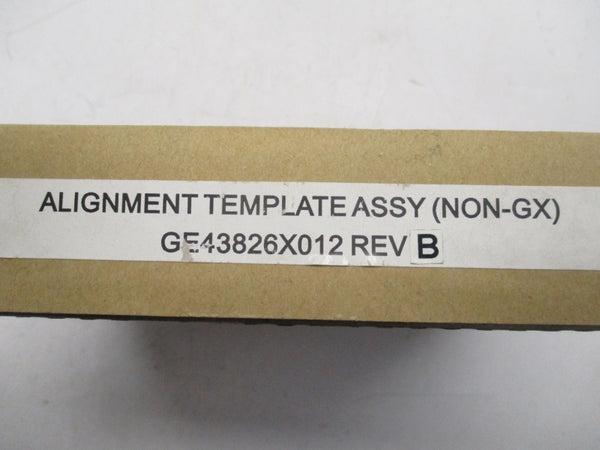 ALIGNMENT TEMPLATE ASSY (NON-GX)
GE43826X012 REV B